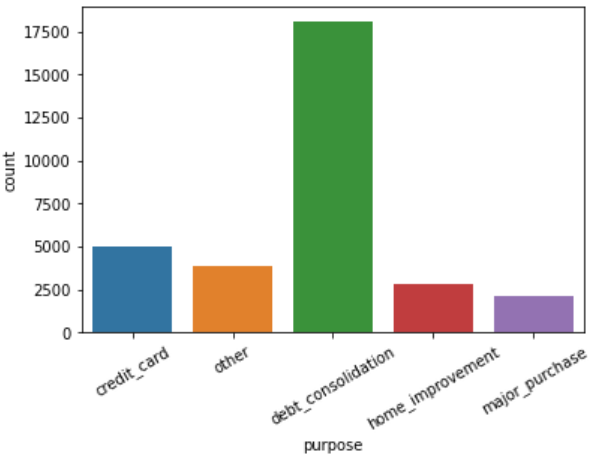 17500
15000
12500
10000
7500
5000
2500
0
count
credit_card
other
debt_consolidation
home_improvement
major_purchase
purpose